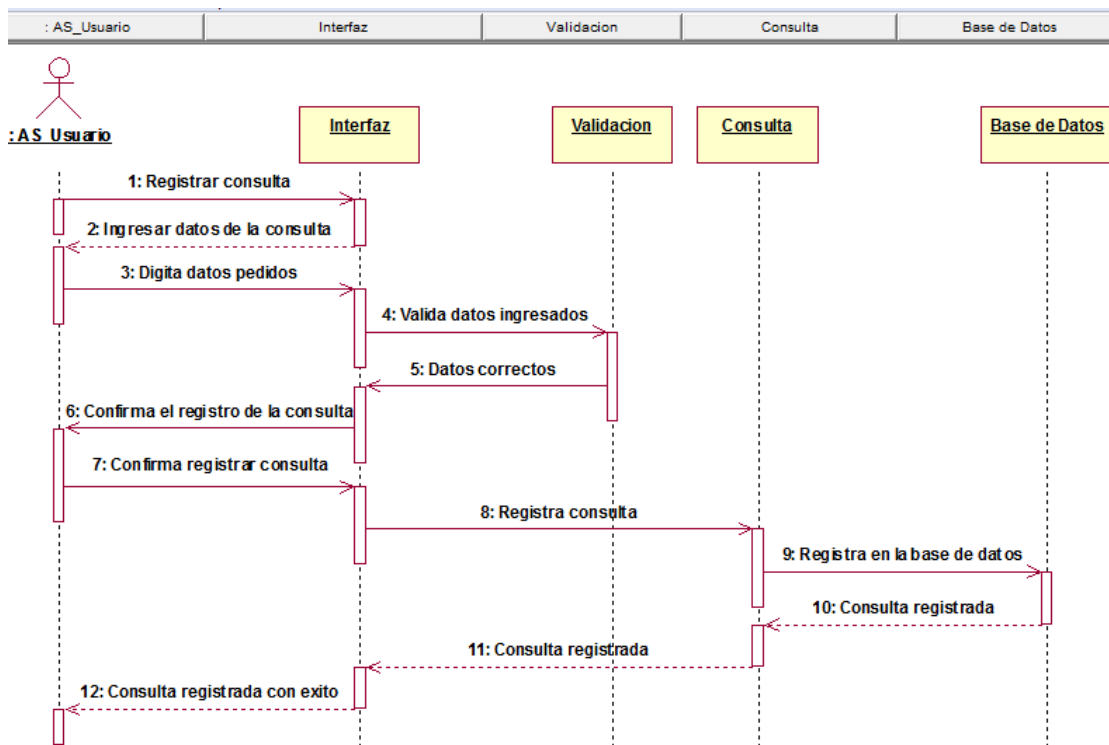 : AS_Usuario
Interfaz
Validacion
Consulta
Base de Datos
: AS_Usuario
Interfaz
Validacion
Consulta
Base de Datos
1: Registrar consulta
2: Ingresar datos de la consulta
3: Digita datos pedidos
4: Valida datos ingresados
5: Datos correctos
6: Confirma el registro de la consulta
7: Confirma registrar consulta
8: Registra consulta
9: Registra en la base de datos
10: Consulta registrada
11: Consulta registrada
12: Consulta registrada con exito